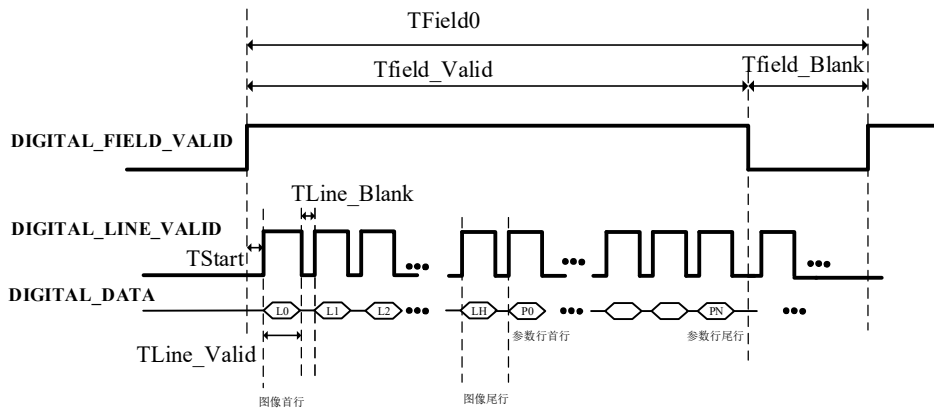 TField0
Tfield_Valid
Tfield_Blank
DIGITAL_FIELD_VALID
TLine_Blank
DIGITAL_LINE_VALID
TStart
DIGITAL_DATA
L0
L1
L2
LH
P0
PN
参数行首行
参数行尾行
TLine_Valid
图像首行
图像尾行